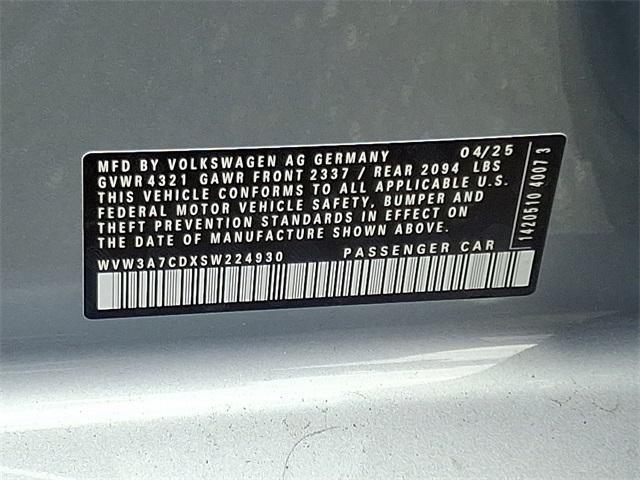 MFD BY VOLKSWAGEN AG GERMANY 04/25
GVWR 4321 GAWR FRONT 2337 / REAR 2094 LBS
THIS VEHICLE CONFORMS TO ALL APPLICABLE U.S.
FEDERAL MOTOR VEHICLE SAFETY, BUMPER AND
THEFT PREVENTION STANDARDS IN EFFECT ON
THE DATE OF MANUFACTURE SHOWN ABOVE.
WVW3A7CDXSW224930 PASSENGER CAR
1420510 4007 3